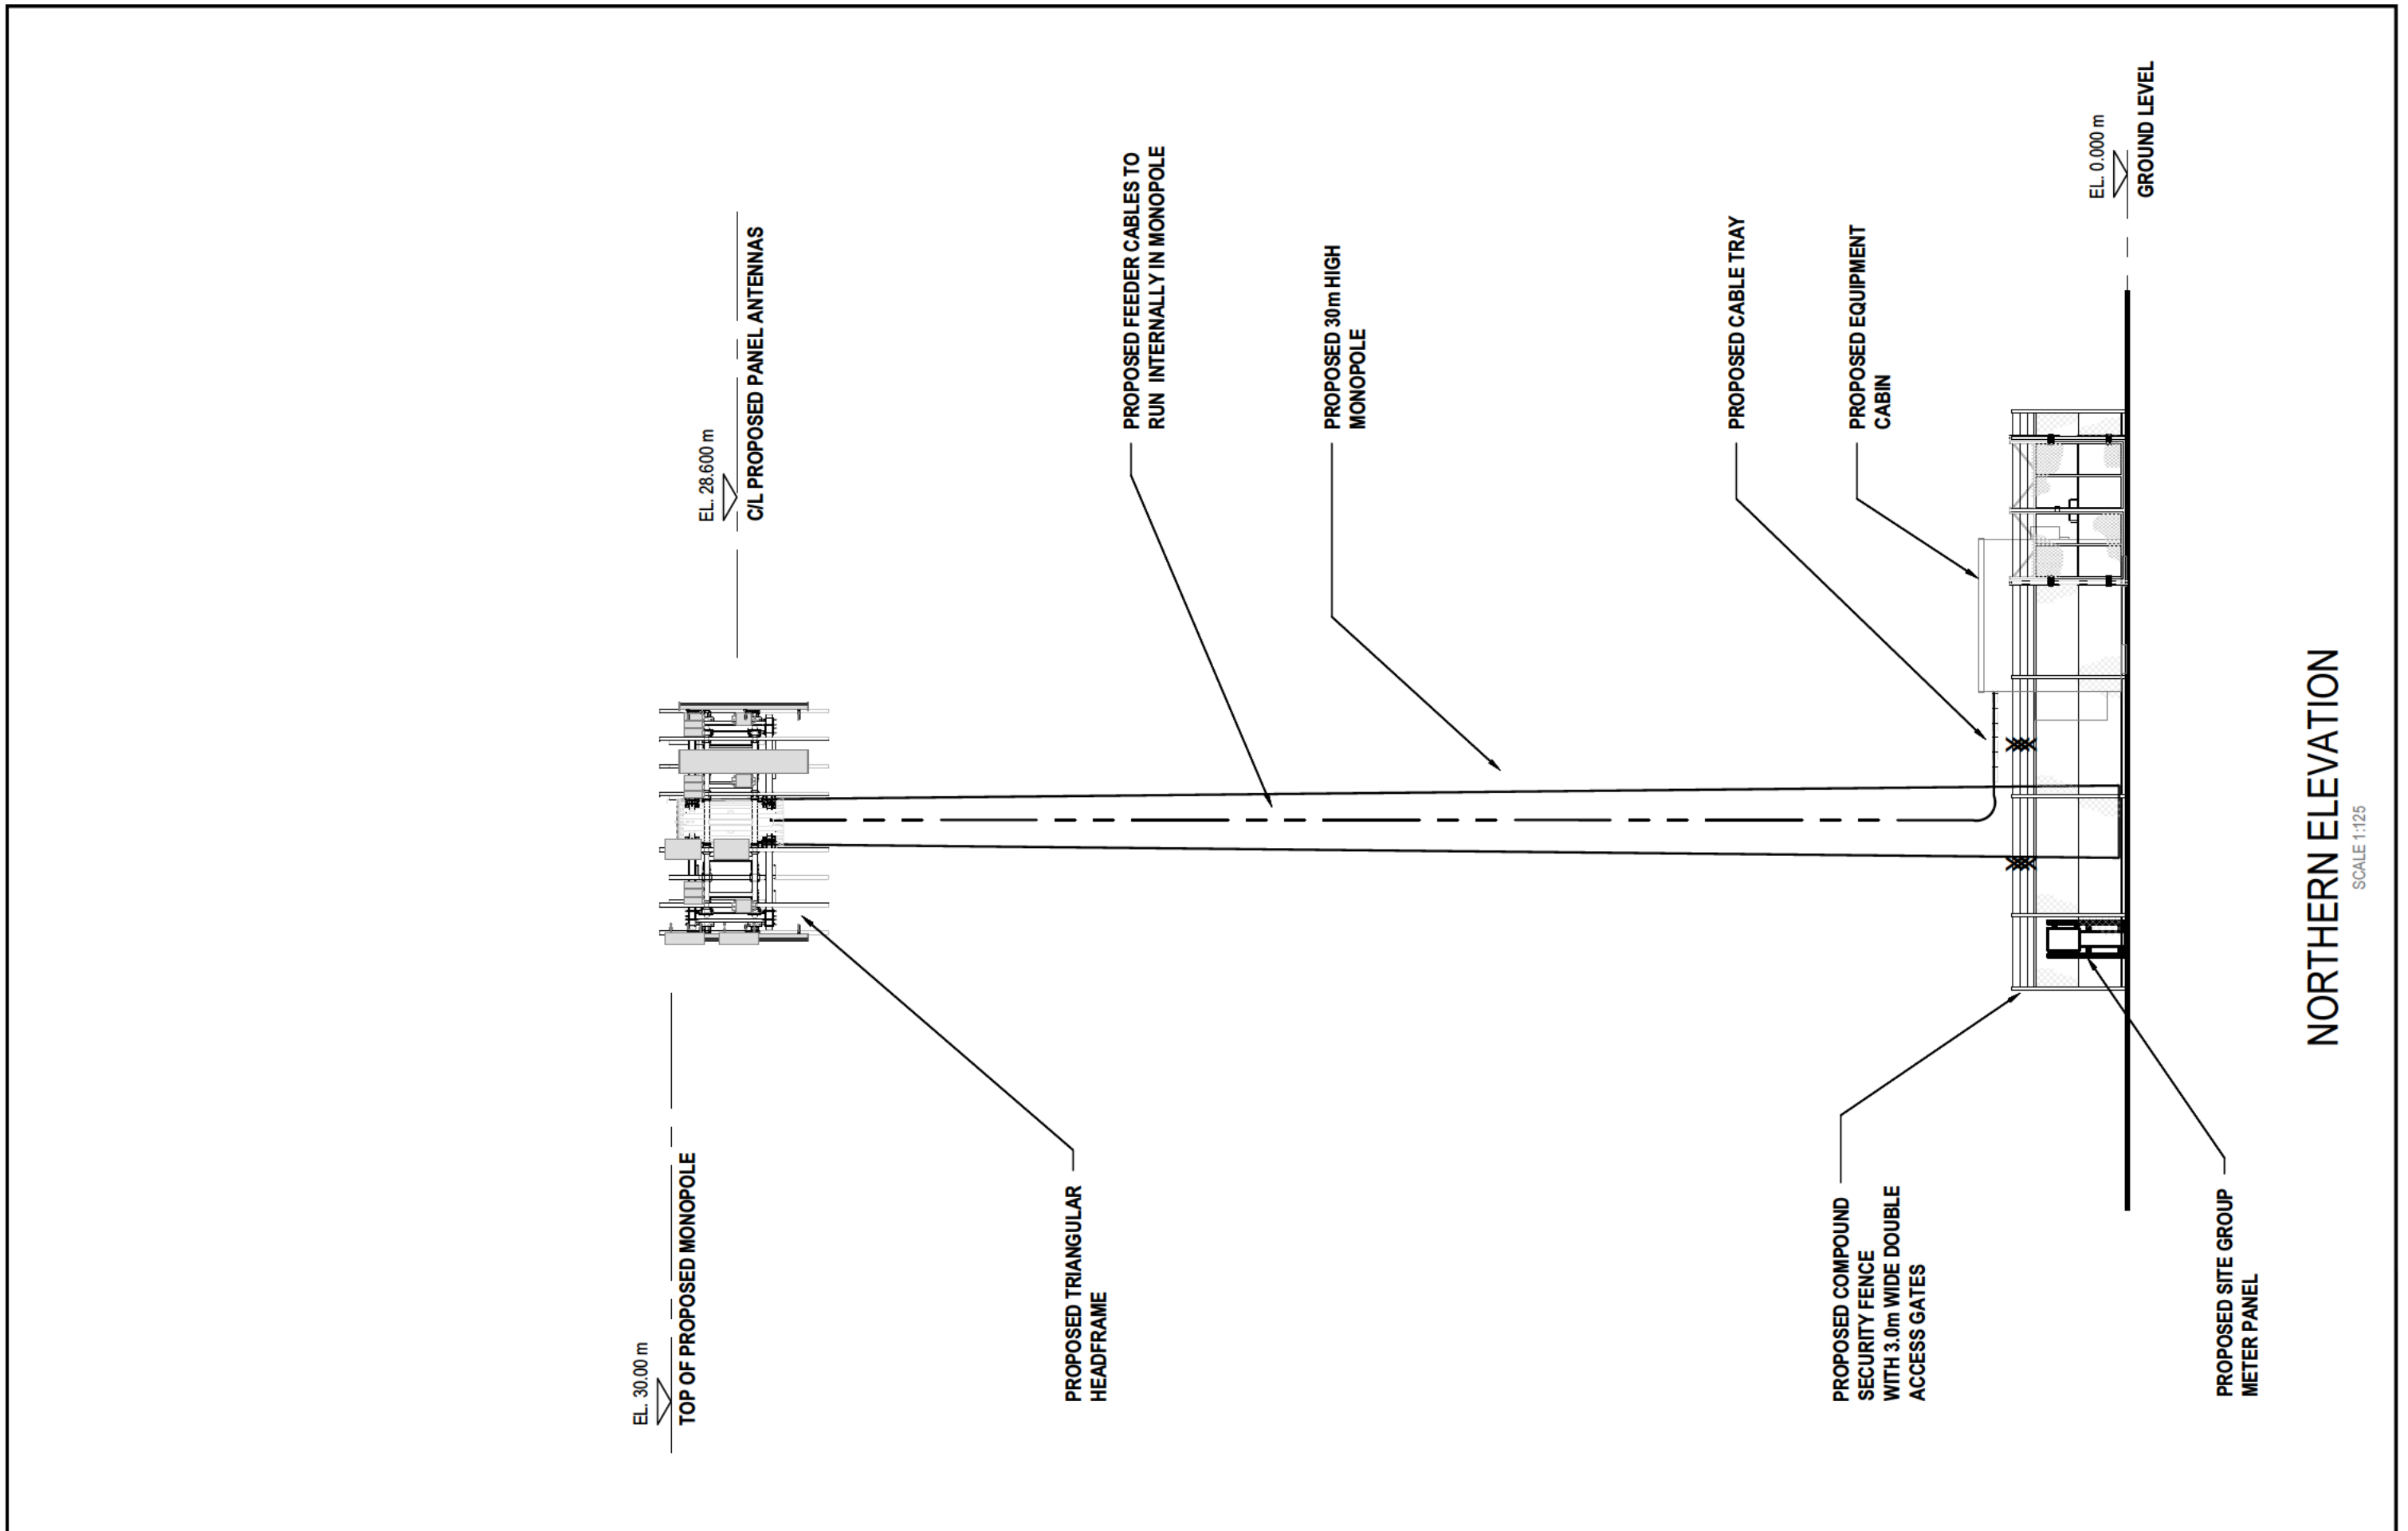 EL. 30.00 m
TOP OF PROPOSED MONOPOLE
EL. 28.600 m
C/L PROPOSED PANEL ANTENNAS
PROPOSED TRIANGULAR
HEADFRAME
PROPOSED FEEDER CABLES TO
RUN INTERNALLY IN MONOPOLE
PROPOSED 30m HIGH
MONOPOLE
PROPOSED CABLE TRAY
PROPOSED EQUIPMENT
CABIN
PROPOSED COMPOUND
SECURITY FENCE
WITH 3.0m WIDE DOUBLE
ACCESS GATES
EL. 0.000 m
GROUND LEVEL
PROPOSED SITE GROUP
METER PANEL
NORTHERN ELEVATION
SCALE 1:125